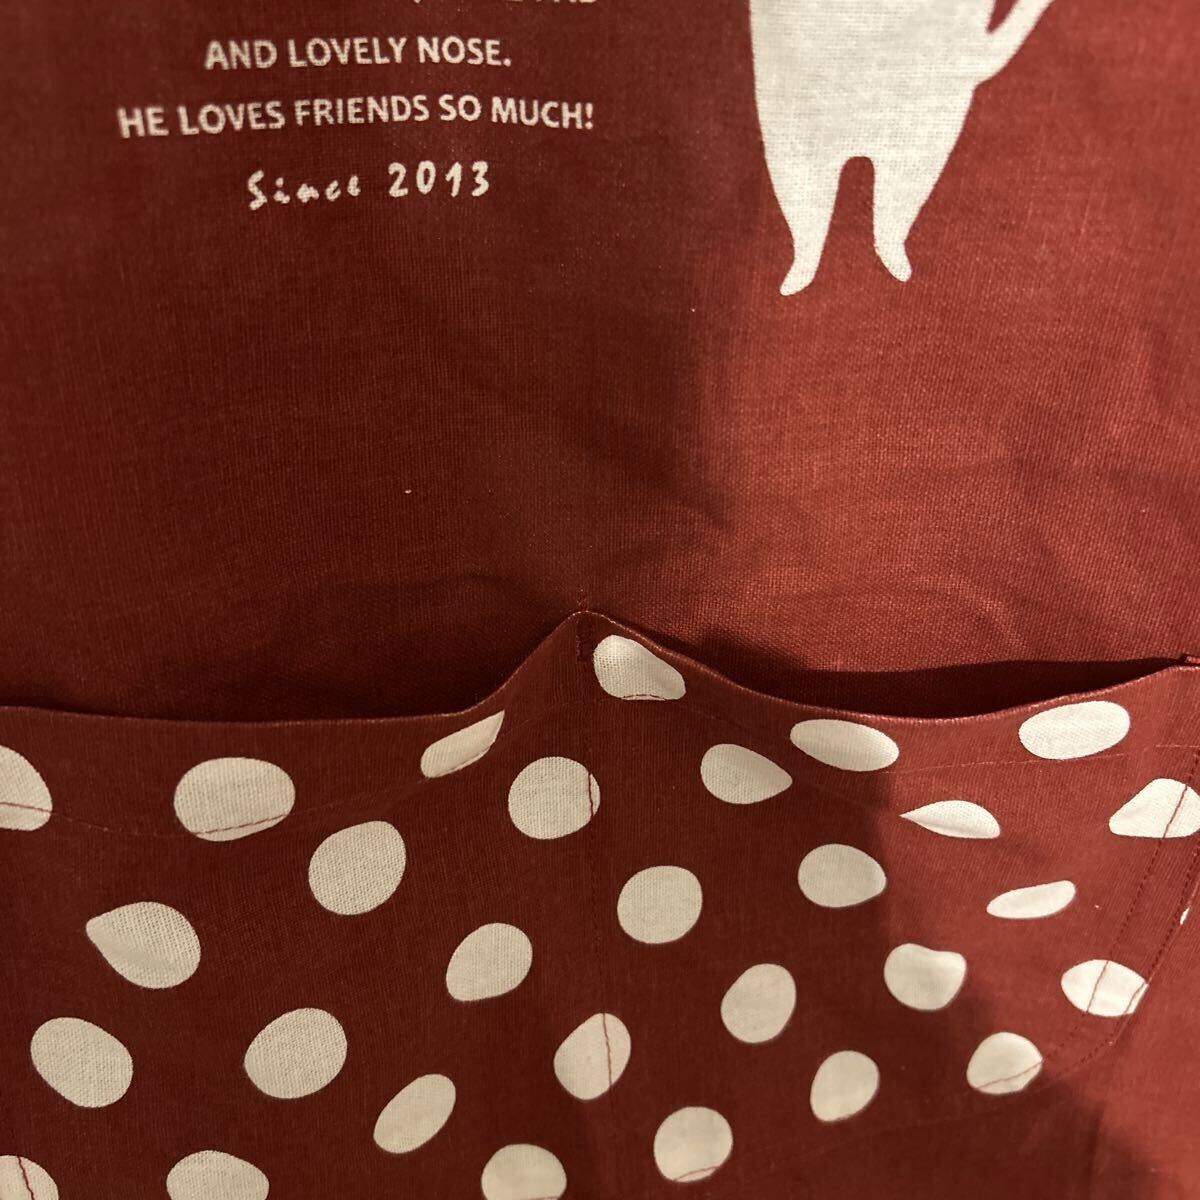 AND LOVELY NOSE.
HE LOVES FRIENDS SO MUCH!
Since 2013